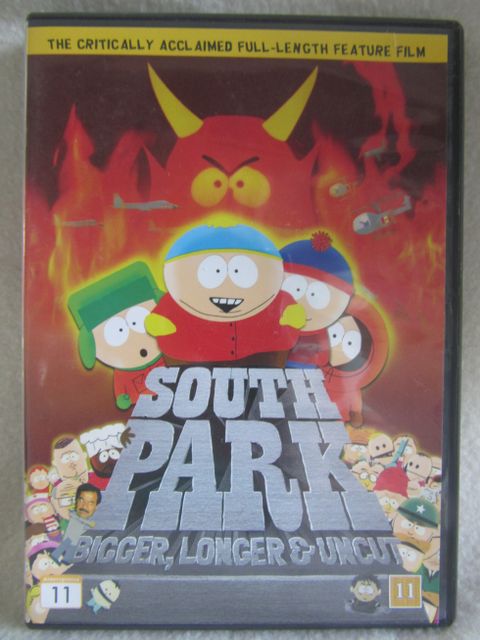 THE CRITICALLY ACCLAIMED FULL-LENGTH FEATURE FILM
SOUTH
PARK
BIGGER, LONGER & UNCUT
11
11